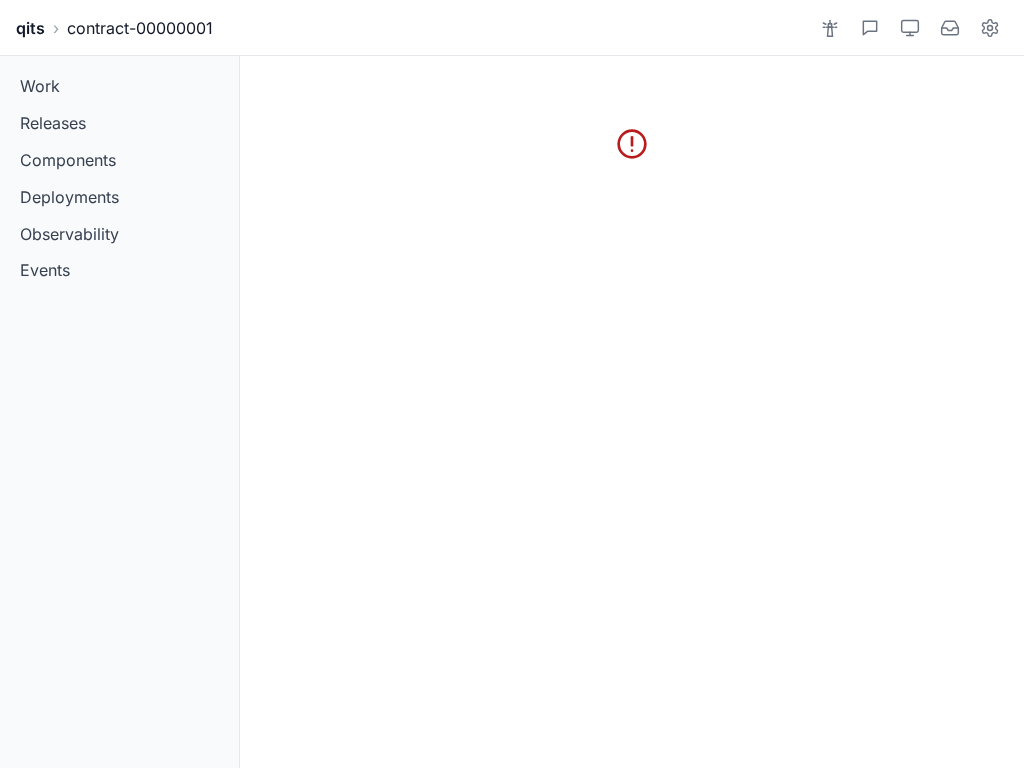 qits › contract-00000001
Work
Releases
Components
Deployments
Observability
Events